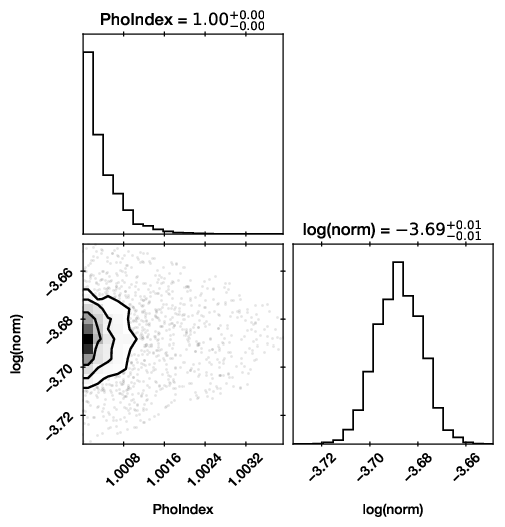 PhoIndex = 1.00+0.00−0.00
log(norm) = −3.69+0.01−0.01
log(norm)
−3.66
−3.68
−3.70
−3.72
1.0008 1.0016 1.0024 1.0032
−3.72 −3.70 −3.68 −3.66
PhoIndex
log(norm)